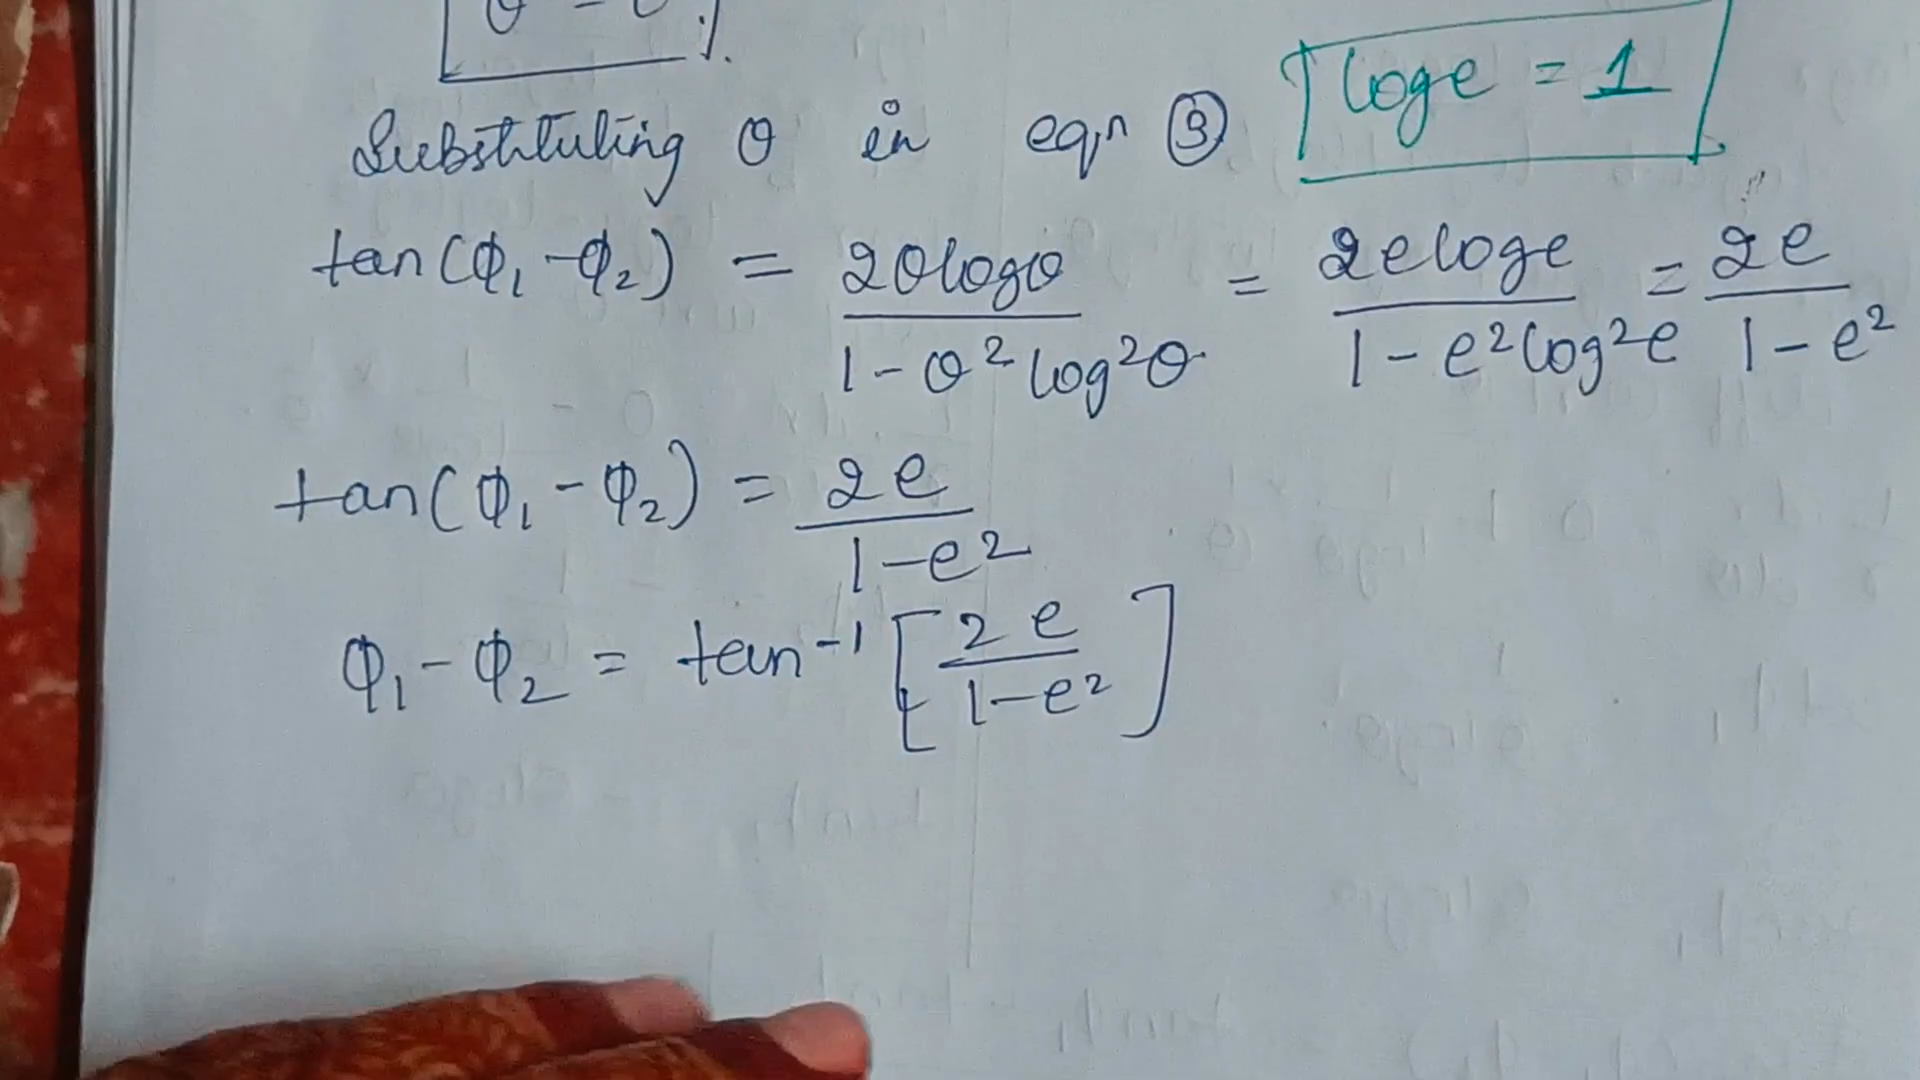 θ = e
Substituting θ in eqn ③
loge = 1
tan(φ₁ - φ₂) = 2θlogθ / 1 - θ² log²θ = 2eloge / 1 - e²log²e = 2e / 1 - e²
tan(φ₁ - φ₂) = 2e / 1 - e²
φ₁ - φ₂ = tan⁻¹ [2e / 1 - e²]